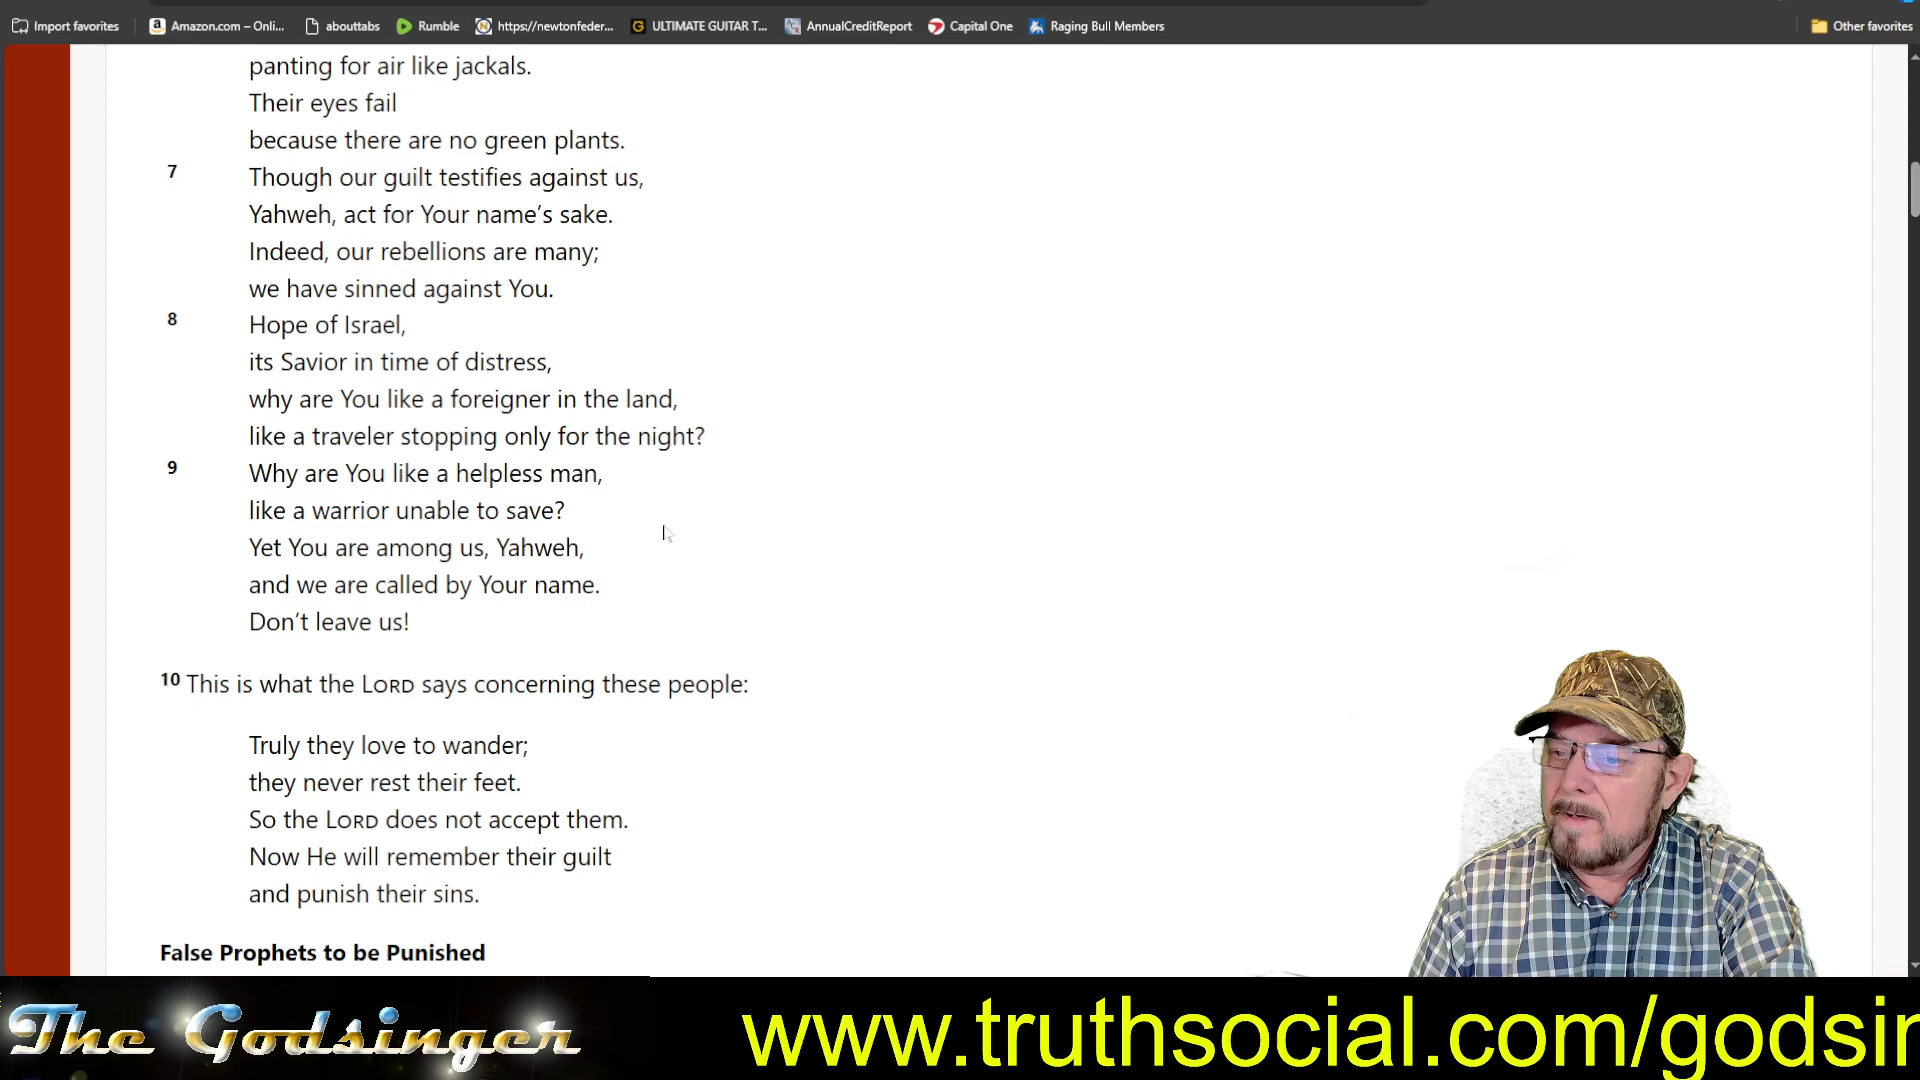 Import favorites Amazon.com – Onli... abouttabs Rumble https://newtonfeder... ULTIMATE GUITAR T... AnnualCreditReport Capital One Raging Bull Members Other favorites
panting for air like jackals.
Their eyes fail
because there are no green plants.
7 Though our guilt testifies against us,
Yahweh, act for Your name’s sake.
Indeed, our rebellions are many;
we have sinned against You.
8 Hope of Israel,
its Savior in time of distress,
why are You like a foreigner in the land,
like a traveler stopping only for the night?
9 Why are You like a helpless man,
like a warrior unable to save?
Yet You are among us, Yahweh,
and we are called by Your name.
Don’t leave us!
10 This is what the LORD says concerning these people:
Truly they love to wander;
they never rest their feet.
So the LORD does not accept them.
Now He will remember their guilt
and punish their sins.
False Prophets to be Punished
The Godsinger www.truthsocial.com/godsin